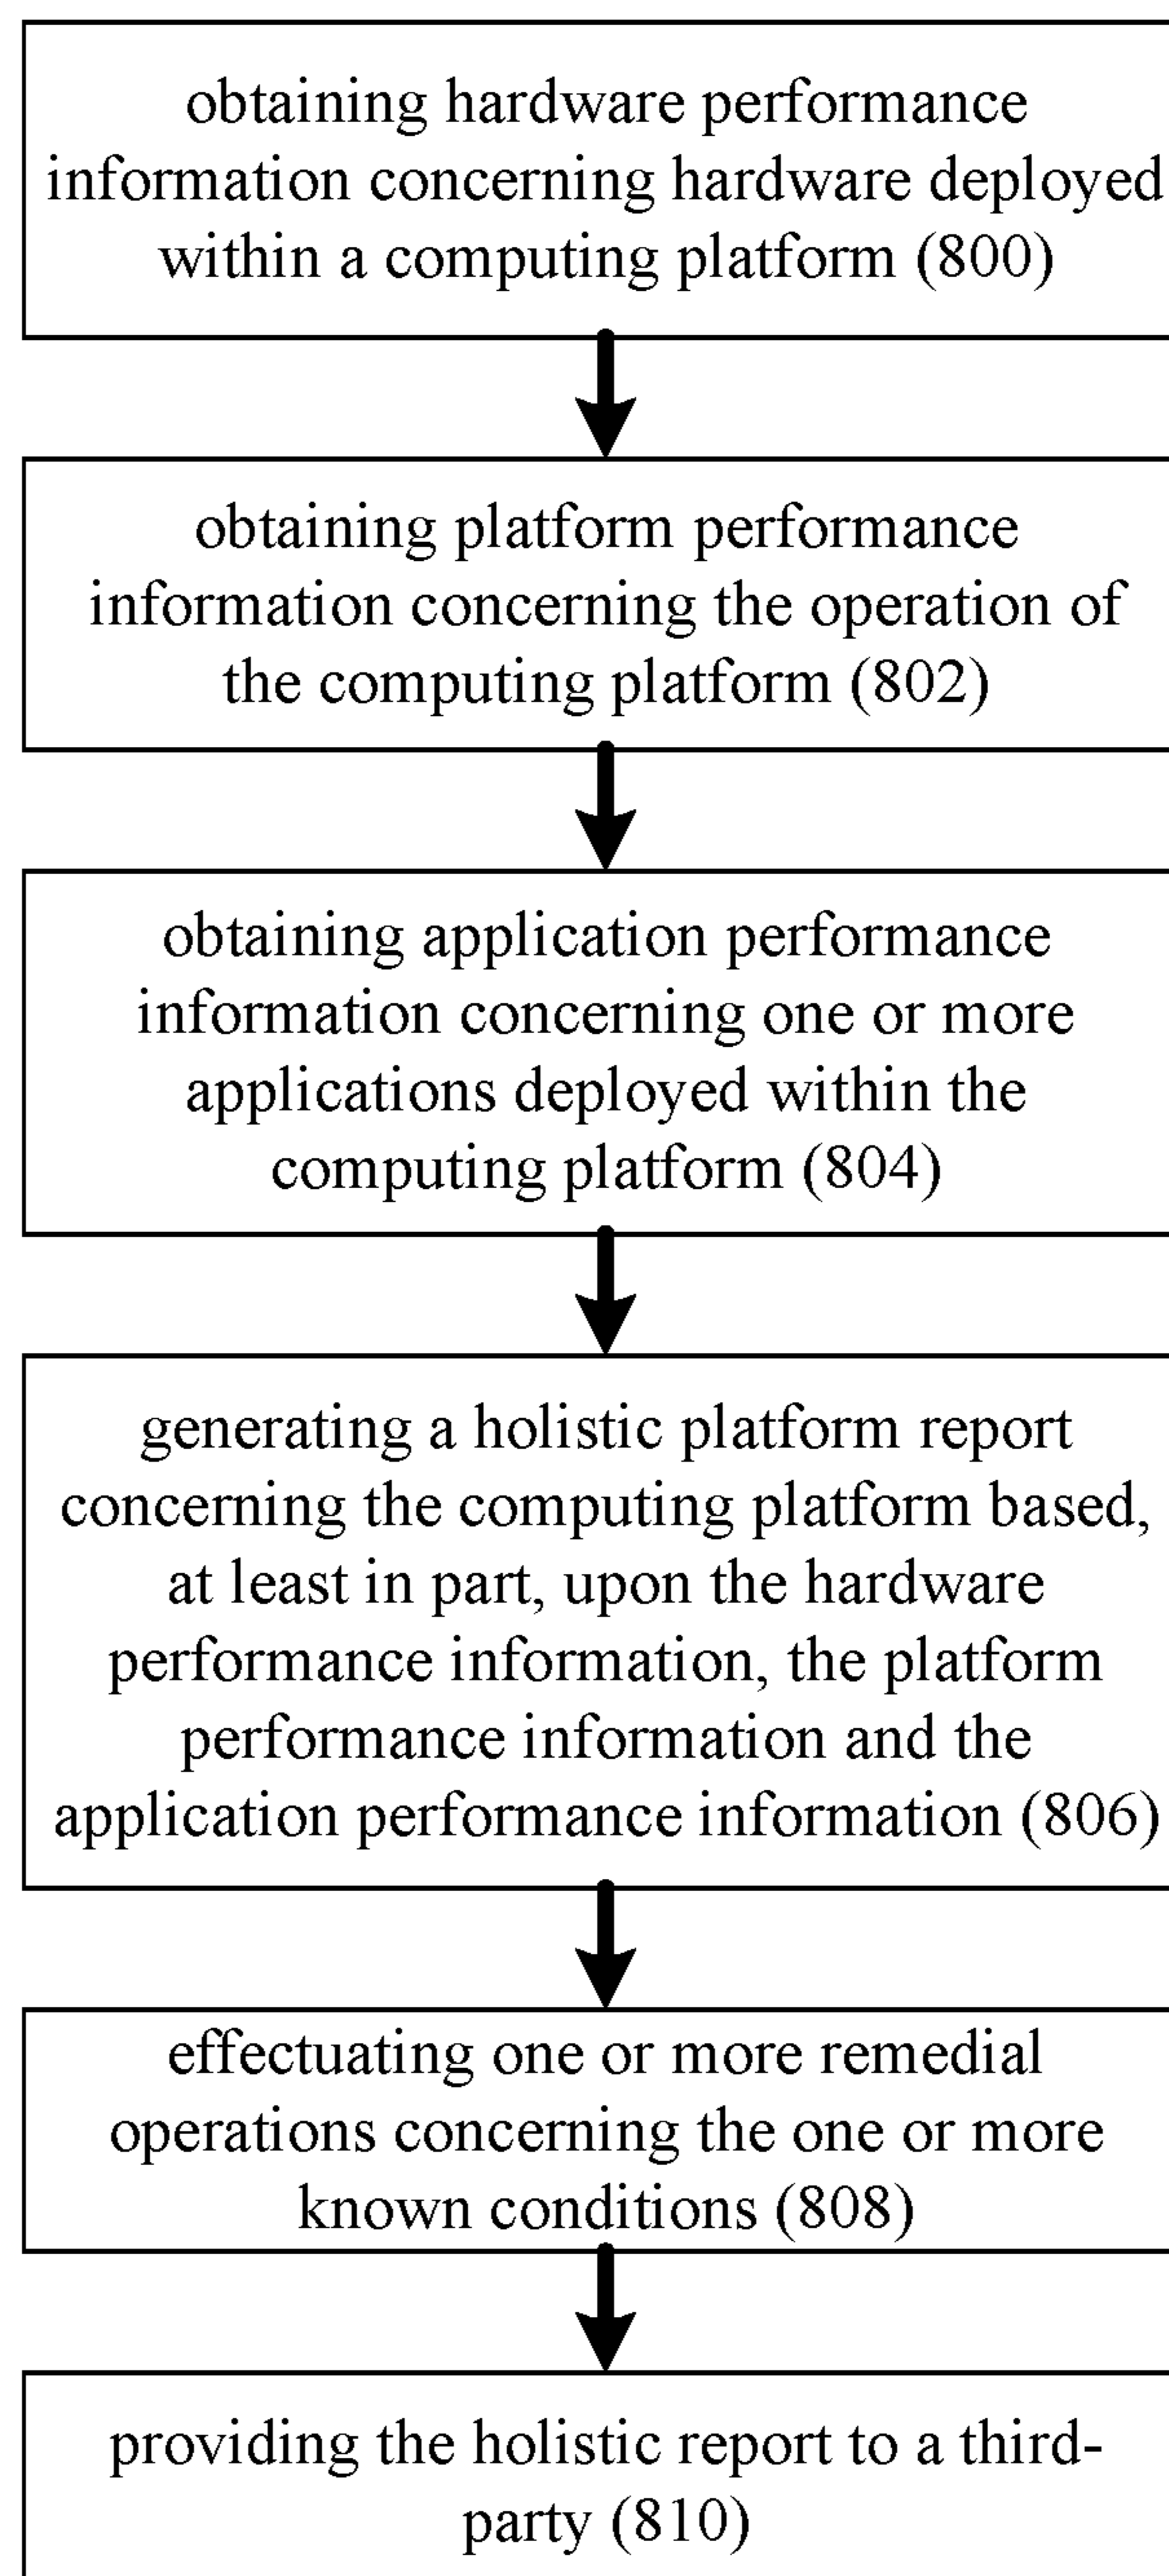 obtaining hardware performance
information concerning hardware deployed
within a computing platform (800)
obtaining platform performance
information concerning the operation of
the computing platform (802)
obtaining application performance
information concerning one or more
applications deployed within the
computing platform (804)
generating a holistic platform report
concerning the computing platform based,
at least in part, upon the hardware
performance information, the platform
performance information and the
application performance information (806)
effectuating one or more remedial
operations concerning the one or more
known conditions (808)
providing the holistic report to a third-
party (810)